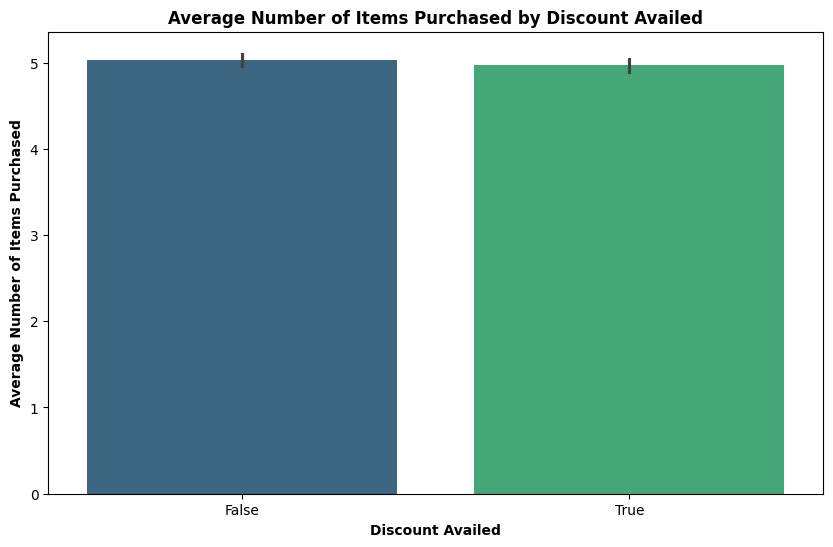 Average Number of Items Purchased by Discount Availed
Average Number of Items Purchased
5
4
3
2
1
0
False True
Discount Availed